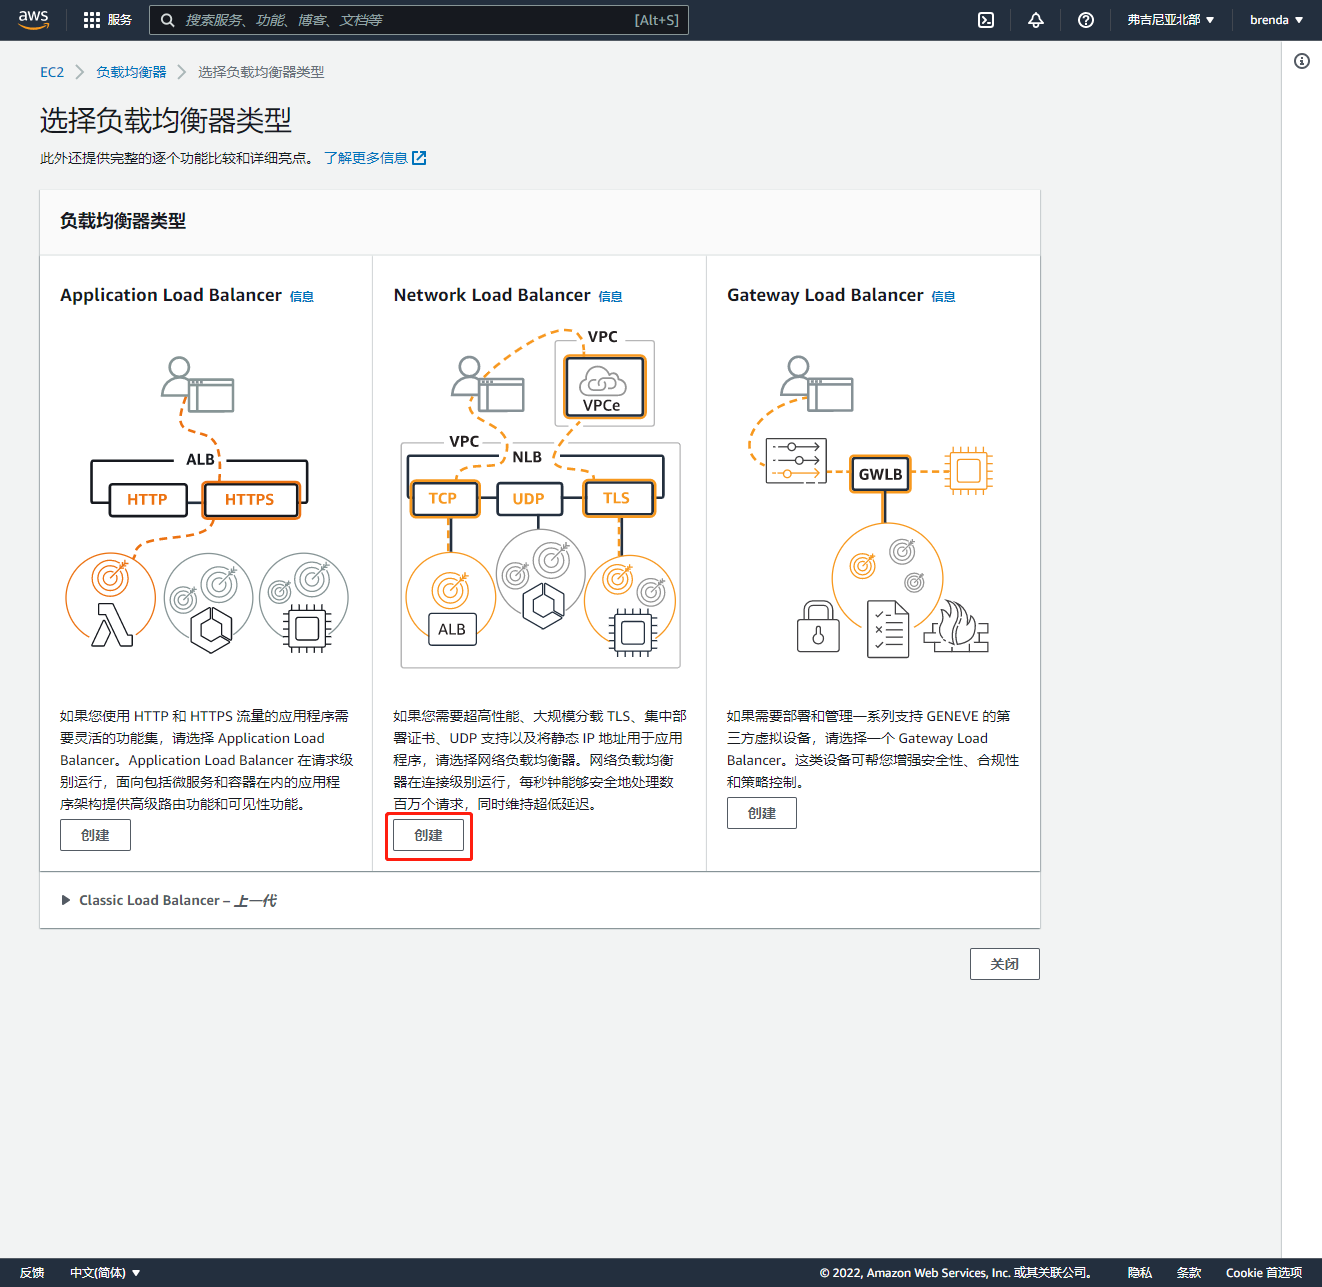 aws 服务 搜索服务、功能、博客、文档等 [Alt+S] 弗吉尼亚北部 brenda
EC2 负载均衡器 选择负载均衡器类型
选择负载均衡器类型
此外还提供完整的逐个功能比较和详细亮点。 了解更多信息
负载均衡器类型
Application Load Balancer 信息
ALB
HTTP HTTPS
如果您使用 HTTP 和 HTTPS 流量的应用程序需
要灵活的功能集，请选择 Application Load
Balancer。Application Load Balancer 在请求级
别运行，面向包括微服务和容器在内的应用程
序架构提供高级路由功能和可见性功能。
创建
Network Load Balancer 信息
VPC
VPCe
VPC
NLB
TCP UDP TLS
ALB
如果您需要超高性能、大规模分载 TLS、集中部
署证书、UDP 支持以及将静态 IP 地址用于应用
程序，请选择网络负载均衡器。网络负载均衡
器在连接级别运行，每秒钟能够安全地处理数
百万个请求，同时维持超低延迟。
创建
Gateway Load Balancer 信息
GWLB
如果需要部署和管理一系列支持 GENEVE 的第
三方虚拟设备，请选择一个 Gateway Load
Balancer。这类设备可帮您增强安全性、合规性
和策略控制。
创建
Classic Load Balancer – 上一代
关闭
反馈 中文(简体) © 2022, Amazon Web Services, Inc. 或其关联公司。 隐私 条款 Cookie 首选项